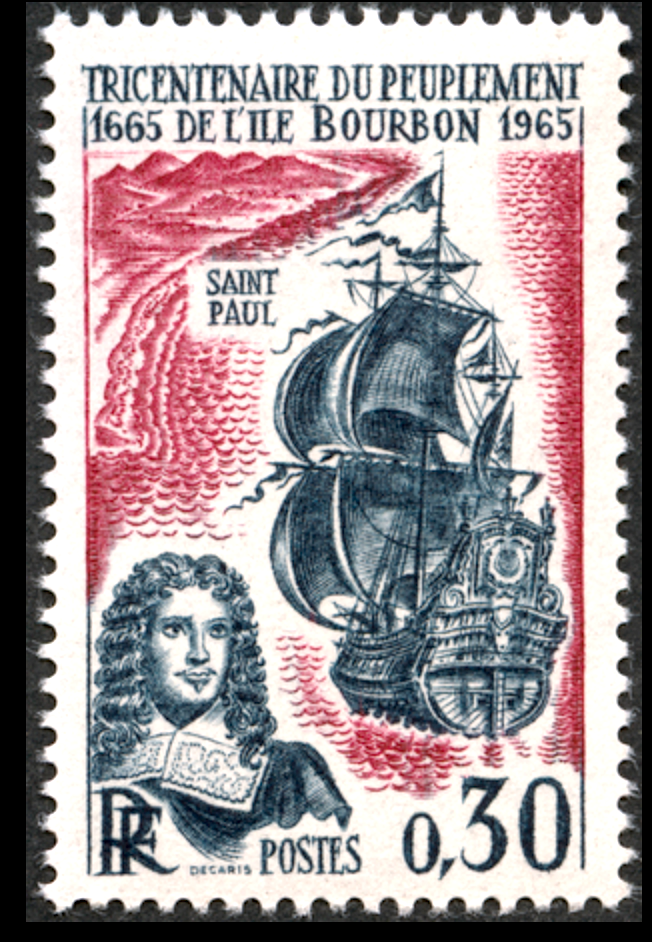 TRICENTENAIRE DU PEUPLEMENT
1665 DE L'ILE BOURBON 1965
SAINT
PAUL
RF
DECARIS
POSTES
0,30